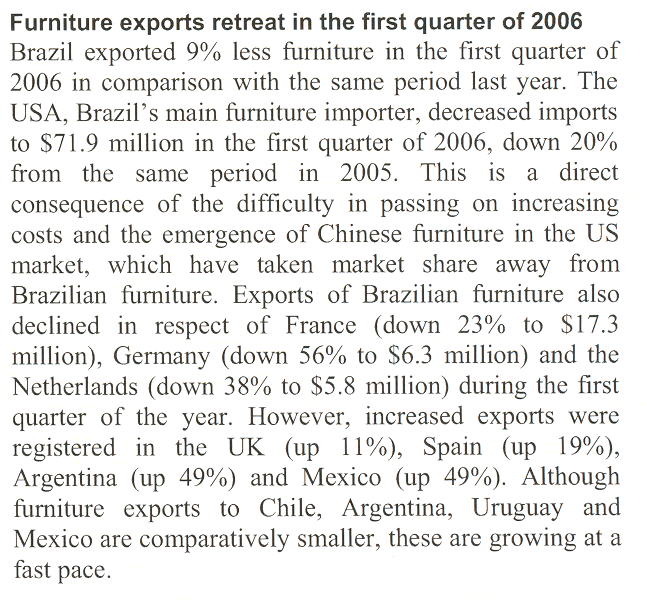 Furniture exports retreat in the first quarter of 2006
Brazil exported 9% less furniture in the first quarter of
2006 in comparison with the same period last year. The
USA, Brazil's main furniture importer, decreased imports
to $71.9 million in the first quarter of 2006, down 20%
from the same period in 2005. This is a direct
consequence of the difficulty in passing on increasing
costs and the emergence of Chinese furniture in the US
market, which have taken market share away from
Brazilian furniture. Exports of Brazilian furniture also
declined in respect of France (down 23% to $17.3
million), Germany (down 56% to $6.3 million) and the
Netherlands (down 38% to $5.8 million) during the first
quarter of the year. However, increased exports were
registered in the UK (up 11%), Spain (up 19%),
Argentina (up 49%) and Mexico (up 49%). Although
furniture exports to Chile, Argentina, Uruguay and
Mexico are comparatively smaller, these are growing at a
fast pace.